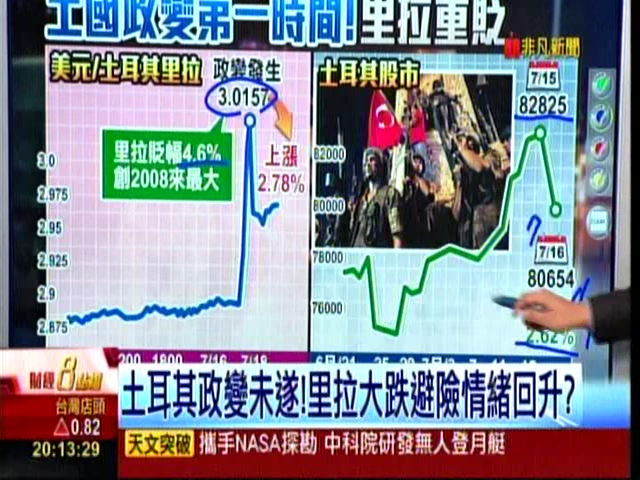 土國政變第一時間!里拉重貶
非凡新聞
美元/土耳其里拉
政變發生
3.0157
里拉貶幅4.6%
創2008來最大
上漲
2.78%
3.0
2.975
2.95
2.925
2.9
2.875
1800 7/16 7/18
土耳其股市
7/15
82825
82000
80000
78000
76000
7/16
80654
2.62%
財經8點檔
土耳其政變未遂!里拉大跌避險情緒回升?
台灣店頭
△0.82
20:13:29
天文突破 攜手NASA探勘 中科院研發無人登月艇